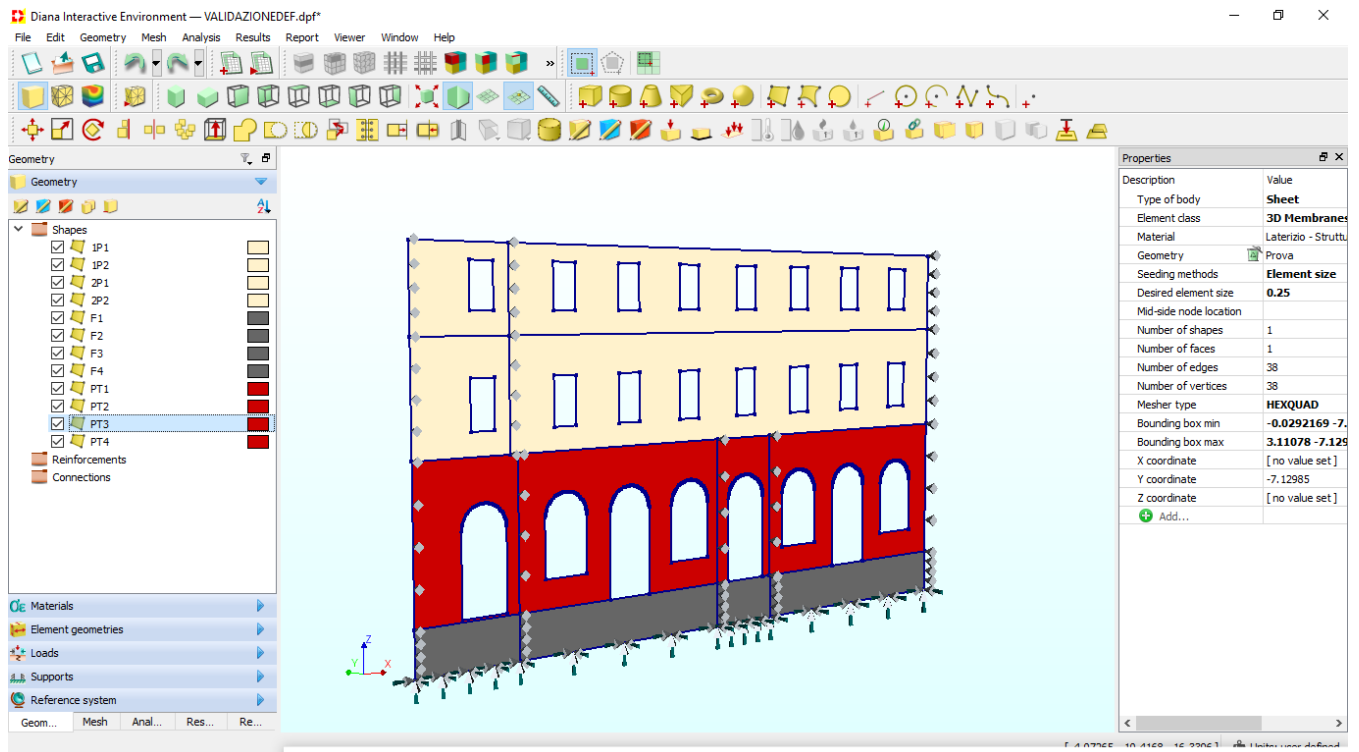 Diana Interactive Environment — VALIDAZIONEDEF.dpf*
File Edit Geometry Mesh Analysis Results Report Viewer Window Help
Geometry
Geometry
Shapes
1P1
1P2
2P1
2P2
F1
F2
F3
F4
PT1
PT2
PT3
PT4
Reinforcements
Connections
Materials
Element geometries
Loads
Supports
Reference system
Geom... Mesh Anal... Res... Re...
Z
Y X
Properties
Description Value
Type of body Sheet
Element class 3D Membranes
Material Laterizio - Struttu
Geometry Prova
Seeding methods Element size
Desired element size 0.25
Mid-side node location
Number of shapes 1
Number of faces 1
Number of edges 38
Number of vertices 38
Mesher type HEXQUAD
Bounding box min -0.0292169 -7.
Bounding box max 3.11078 -7.129
X coordinate [ no value set ]
Y coordinate -7.12985
Z coordinate [ no value set ]
Add...